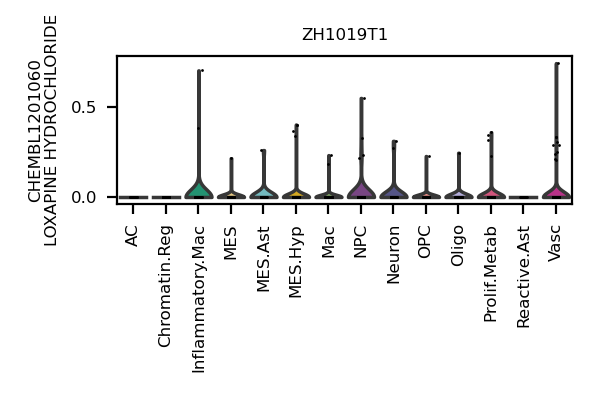 ZH1019T1
CHEMBL1201060
LOXAPINE HYDROCHLORIDE
0.5
0.0
AC
Chromatin.Reg
Inflammatory.Mac
MES
MES.Ast
MES.Hyp
Mac
NPC
Neuron
OPC
Oligo
Prolif.Metab
Reactive.Ast
Vasc